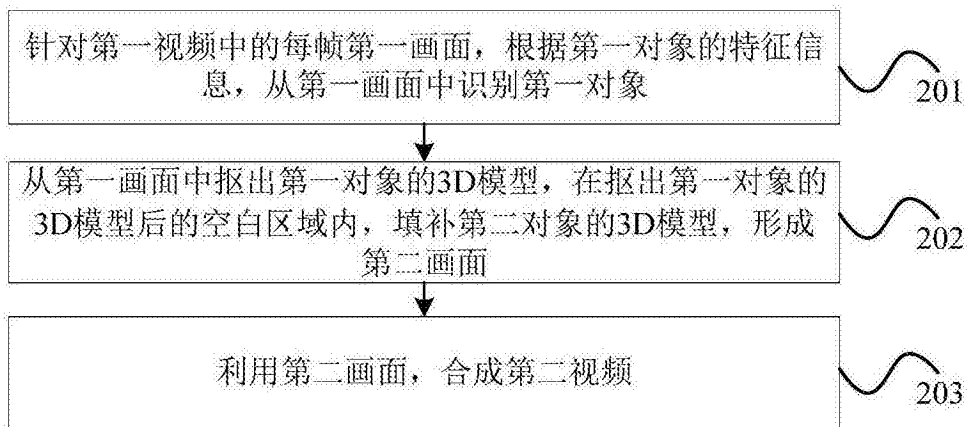 针对第一视频中的每帧第一画面，根据第一对象的特征信
息，从第一画面中识别第一对象
201
从第一画面中抠出第一对象的3D模型，在抠出第一对象的
3D模型后的空白区域内，填补第二对象的3D模型，形成
第二画面
202
利用第二画面，合成第二视频
203